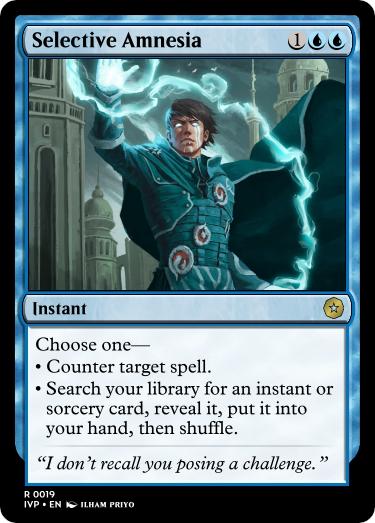 Selective Amnesia 1
Instant
Choose one—
• Counter target spell.
• Search your library for an instant or
sorcery card, reveal it, put it into
your hand, then shuffle.
“I don’t recall you posing a challenge.”
R 0019
IVP • EN ILHAM PRIYO